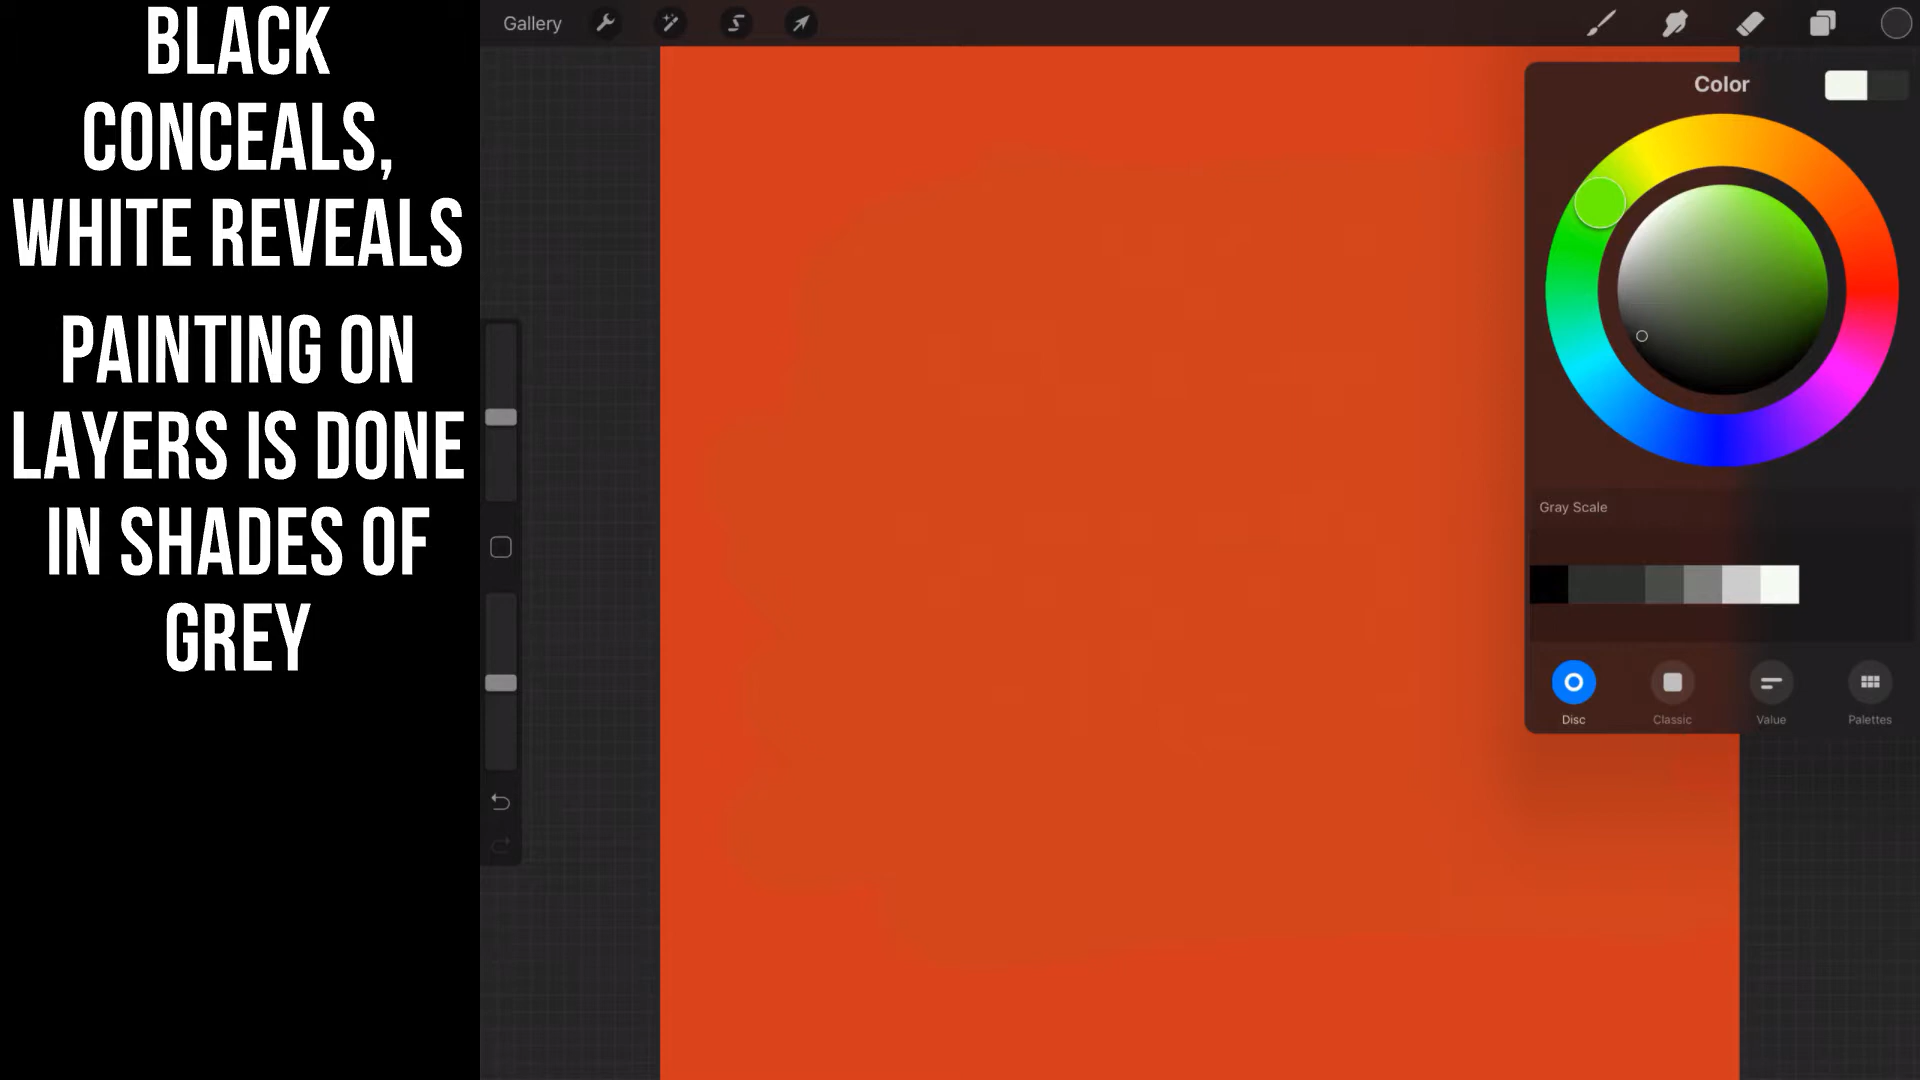 BLACK
CONCEALS,
WHITE REVEALS
PAINTING ON
LAYERS IS DONE
IN SHADES OF
GREY
Gallery
Color
Gray Scale
Disc
Classic
Value
Palettes